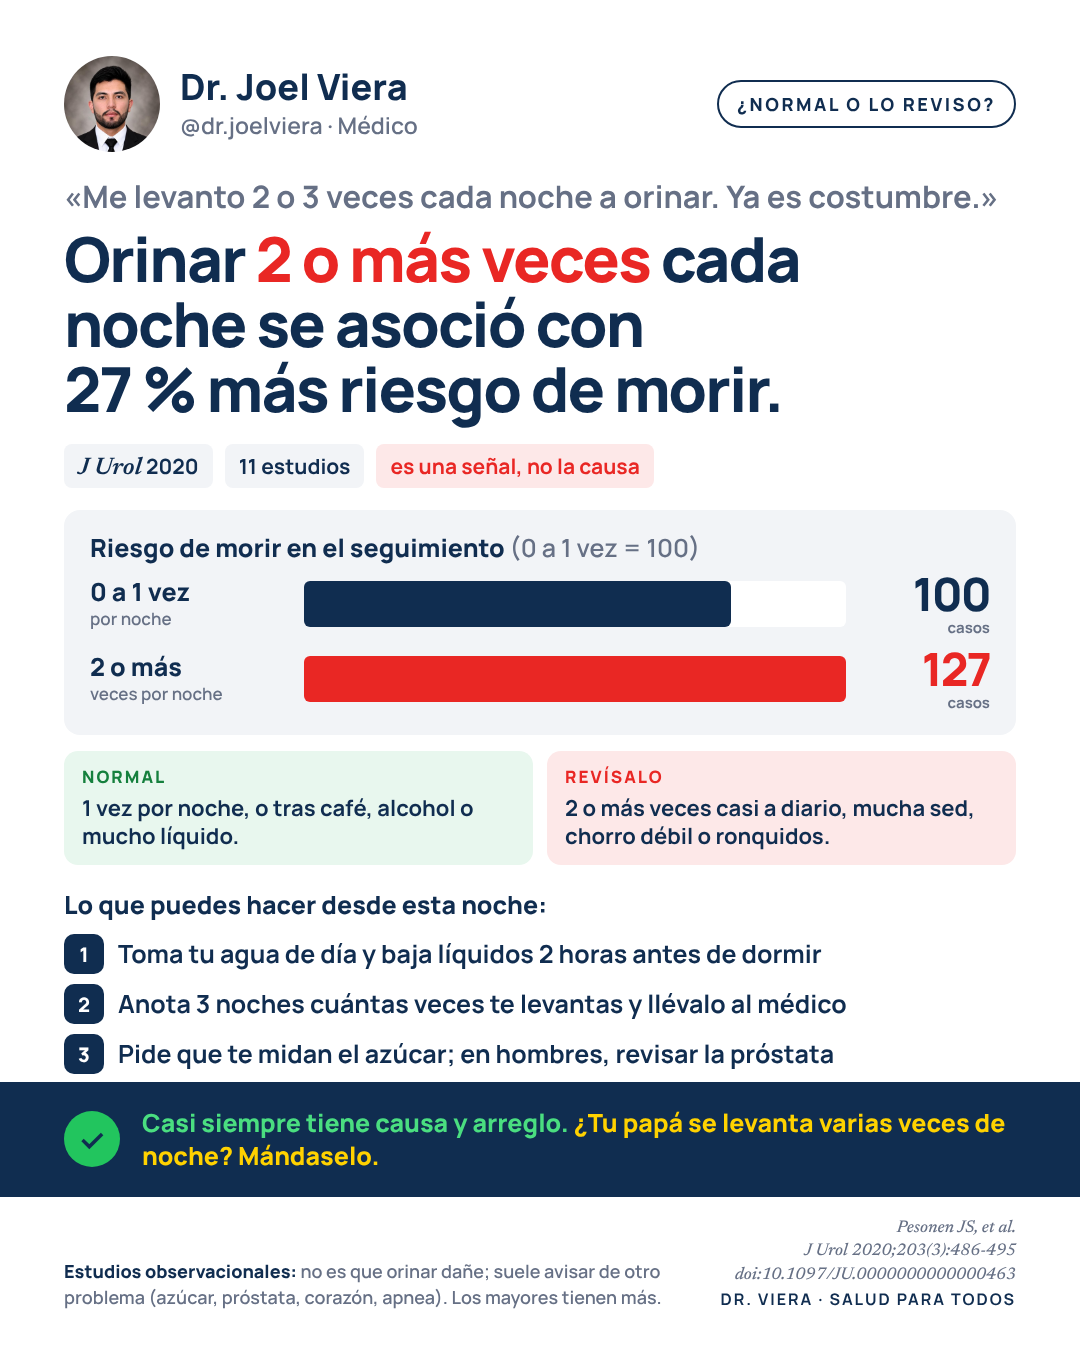 Dr. Joel Viera
@dr.joelviera · Médico
¿NORMAL O LO REVISO?
«Me levanto 2 o 3 veces cada noche a orinar. Ya es costumbre.»
Orinar 2 o más veces cada
noche se asoció con
27 % más riesgo de morir.
J Urol 2020
11 estudios
es una señal, no la causa
Riesgo de morir en el seguimiento (0 a 1 vez = 100)
0 a 1 vez
por noche
100
casos
2 o más
veces por noche
127
casos
NORMAL
1 vez por noche, o tras café, alcohol o
mucho líquido.
REVÍSALO
2 o más veces casi a diario, mucha sed,
chorro débil o ronquidos.
Lo que puedes hacer desde esta noche:
1 Toma tu agua de día y baja líquidos 2 horas antes de dormir
2 Anota 3 noches cuántas veces te levantas y llévalo al médico
3 Pide que te midan el azúcar; en hombres, revisar la próstata
Casi siempre tiene causa y arreglo. ¿Tu papá se levanta varias veces de
noche? Mándaselo.
Estudios observacionales: no es que orinar dañe; suele avisar de otro
problema (azúcar, próstata, corazón, apnea). Los mayores tienen más.
Pesonen JS, et al.
J Urol 2020;203(3):486-495
doi:10.1097/JU.0000000000000463
DR. VIERA · SALUD PARA TODOS